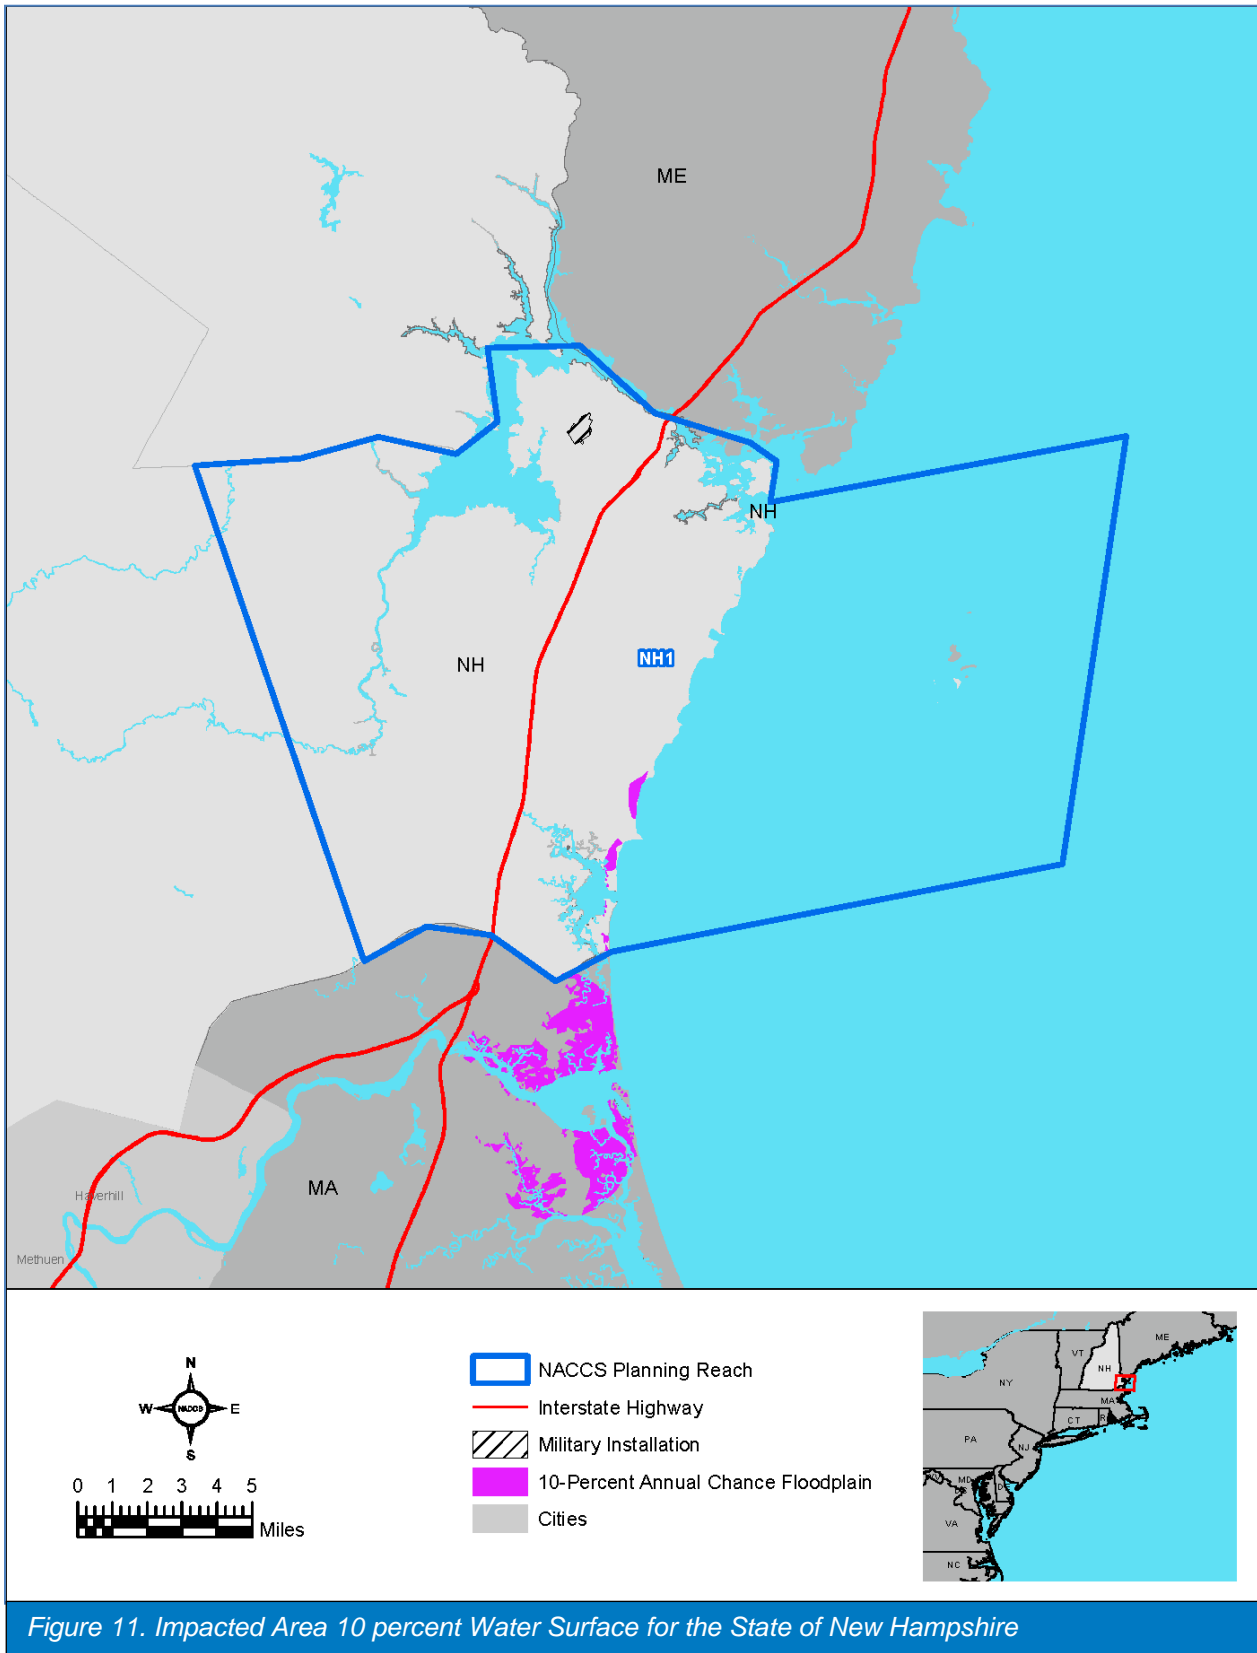 ME
NH
NH
NH1
MA
Haverhill
Methuen
N
W
NACCS
E
S
0 1 2 3 4 5
Miles
NACCS Planning Reach
Interstate Highway
Military Installation
10-Percent Annual Chance Floodplain
Cities
ME
VT
NH
NY
MA
CT
PA
NJ
MD
VA
NC
Figure 11. Impacted Area 10 percent Water Surface for the State of New Hampshire